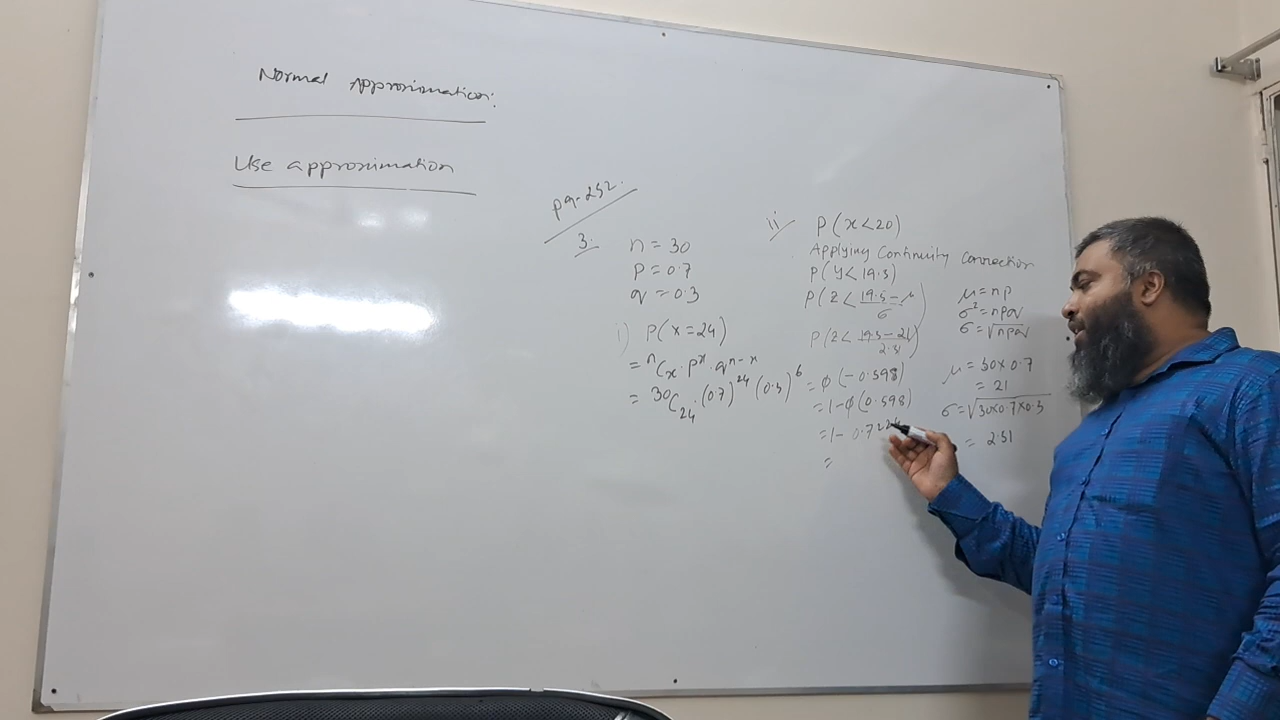 Normal Approximation:
Use approximation
pg-252.
3. n = 30
p = 0.7
q = 0.3
i) P(x = 24)
= ⁿCₓ · pˣ · qⁿ⁻ˣ
= ³⁰C₂₄ · (0.7)²⁴ (0.3)⁶
ii P(x < 20)
Applying Continuity Correction
P(Y < 19.5)
P(Z < (19.5 - μ)/σ)
P(Z < (19.5 - 21)/2.51)
= φ(-0.598)
= 1 - φ(0.598)
= 1 -
=
μ = np
σ² = npq
σ = √npq
μ = 30 × 0.7
= 21
σ = √30×0.7×0.3
= 2.51